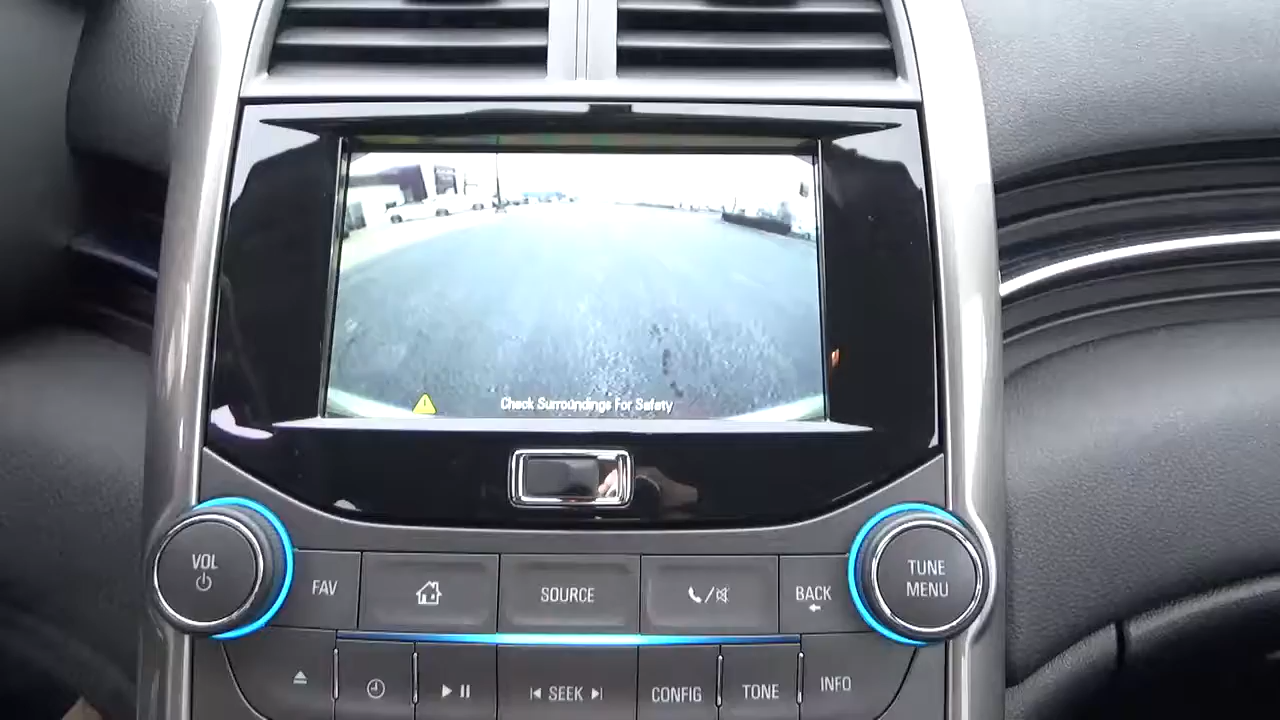 Check Surroundings For Safety
VOL
FAV
SOURCE
BACK
TUNE
MENU
SEEK
CONFIG
TONE
INFO